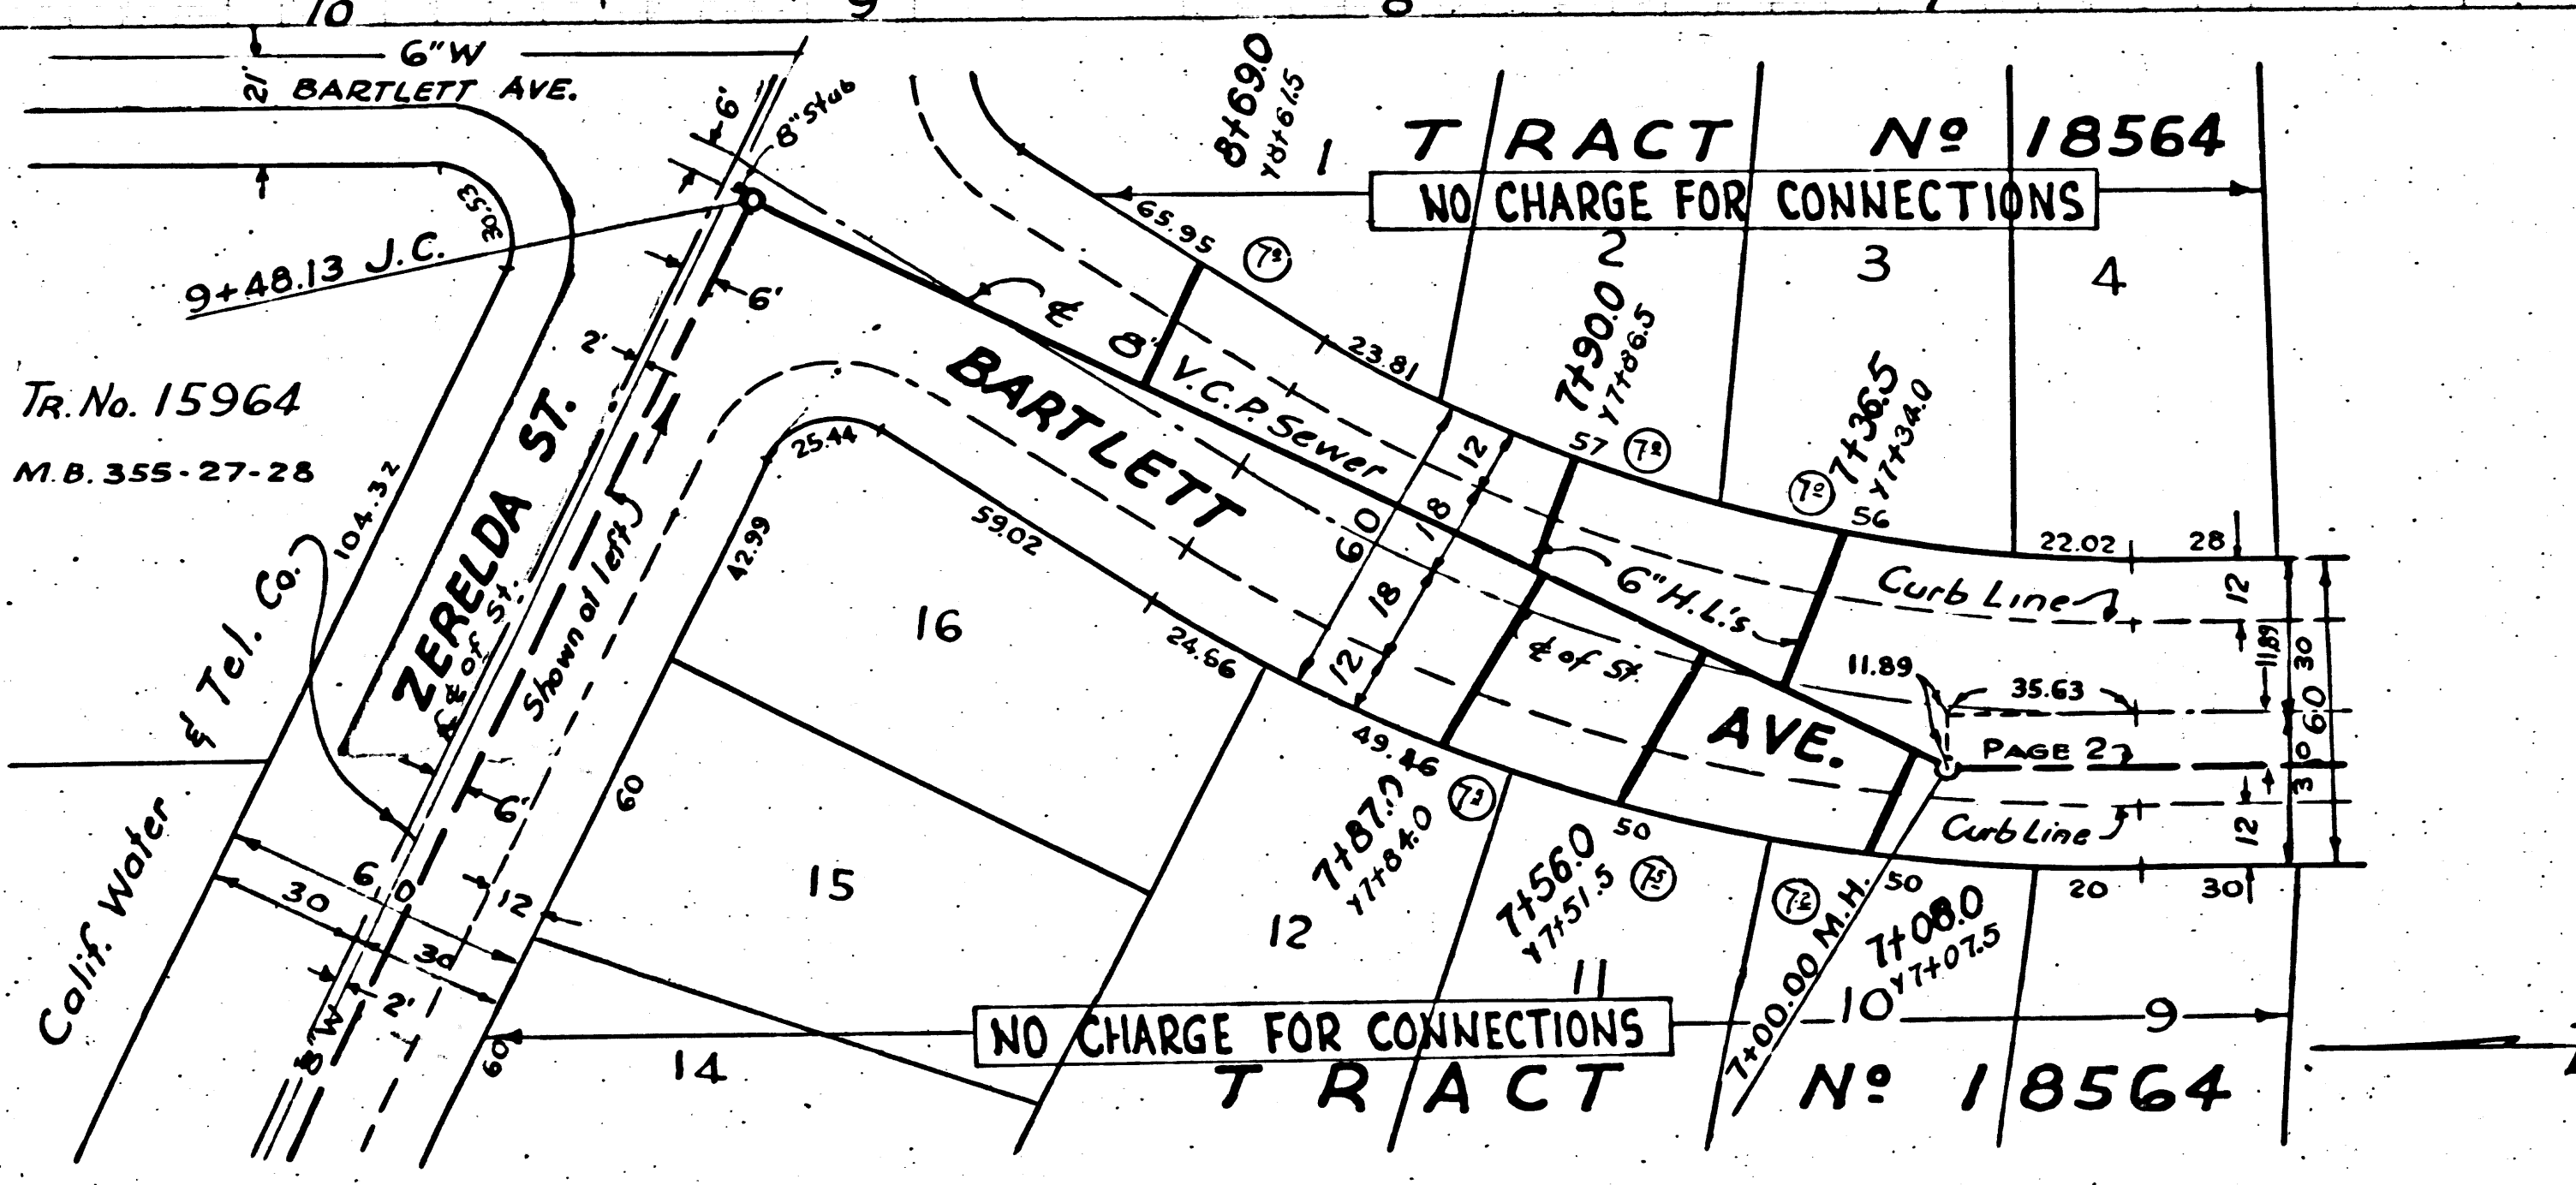 10 9 8 7
6"W
21'
BARTLETT AVE.
6'
8" Stub
8+69.0
Y8+61.5
1
TRACT Nº 18564
NO CHARGE FOR CONNECTIONS
30.53
9+48.13 J.C.
65.95
2
3
4
6'
2'
℄ 8" V.C.P. Sewer
23.81
7+90.0
Y7+86.5
7+36.5
Y7+34.0
TR. No. 15964
M.B. 355-27-28
104.32
ZERELDA ST.
℄ of St.
Shown at left
25.44
42.99
59.02
24.66
BARTLETT AVE.
57
56
22.02
28
12
18
60
18
12
6" H.L.'s
℄ of St.
Curb Line
12
11.89
35.63
11.89
30
60
30
PAGE 2
Curb Line
12
16
49.46
50
50
20
30
Calif. Water & Tel. Co.
60
6'
15
7+87.0
Y7+84.0
7+56.0
Y7+51.5
7+00.00 M.H.
7+08.0
Y7+07.5
60
30
30
12
2'
8"W
12
11
10
9
60
14
NO CHARGE FOR CONNECTIONS
TRACT Nº 18564